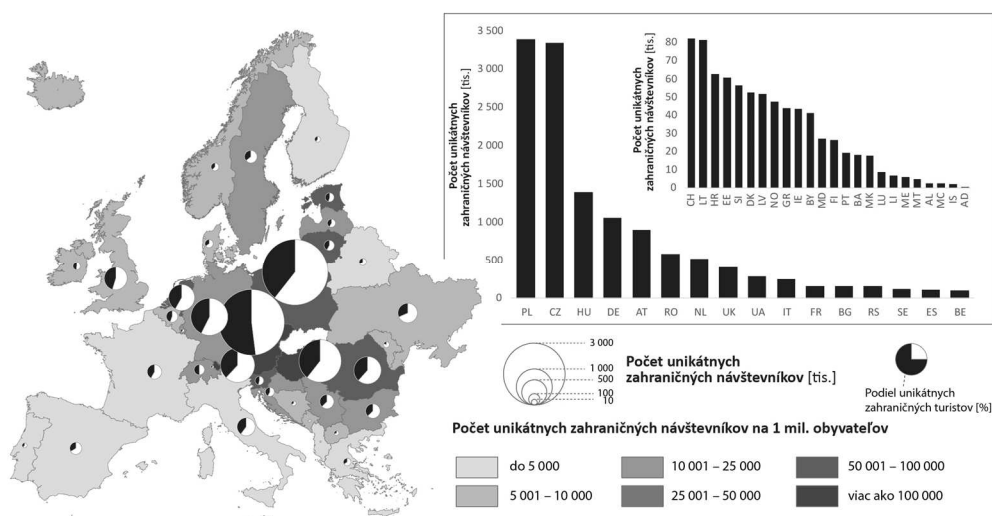 Počet unikátnych
zahraničných návštevníkov [tis.]
3 500
3 000
2 500
2 000
1 500
1 000
500
0
PL CZ HU DE AT RO NL UK UA IT FR BG RS SE ES BE
Počet unikátnych
zahraničných návštevníkov [tis.]
80
70
60
50
40
30
20
10
0
CH LT HR EE SI DK LV NO GR IE BY MD FI PT BA MK LU LI ME MT AL MC IS AD
3 000
1 000
500
100
10
Počet unikátnych
zahraničných návštevníkov [tis.]
Podiel unikátnych
zahraničných turistov [%]
Počet unikátnych zahraničných návštevníkov na 1 mil. obyvateľov
do 5 000
10 001 – 25 000
50 001 – 100 000
5 001 – 10 000
25 001 – 50 000
viac ako 100 000